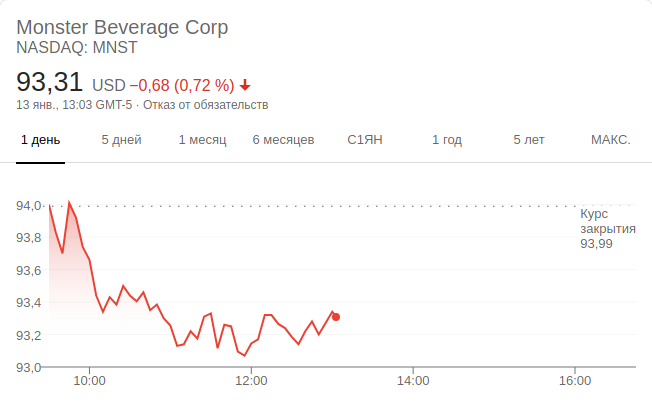 Monster Beverage Corp
NASDAQ: MNST
93,31 USD −0,68 (0,72 %)
13 янв., 13:03 GMT-5 · Отказ от обязательств
1 день 5 дней 1 месяц 6 месяцев С1ЯН 1 год 5 лет МАКС.
94,0
Курс
закрытия
93,99
93,8
93,6
93,4
93,2
93,0
10:00 12:00 14:00 16:00